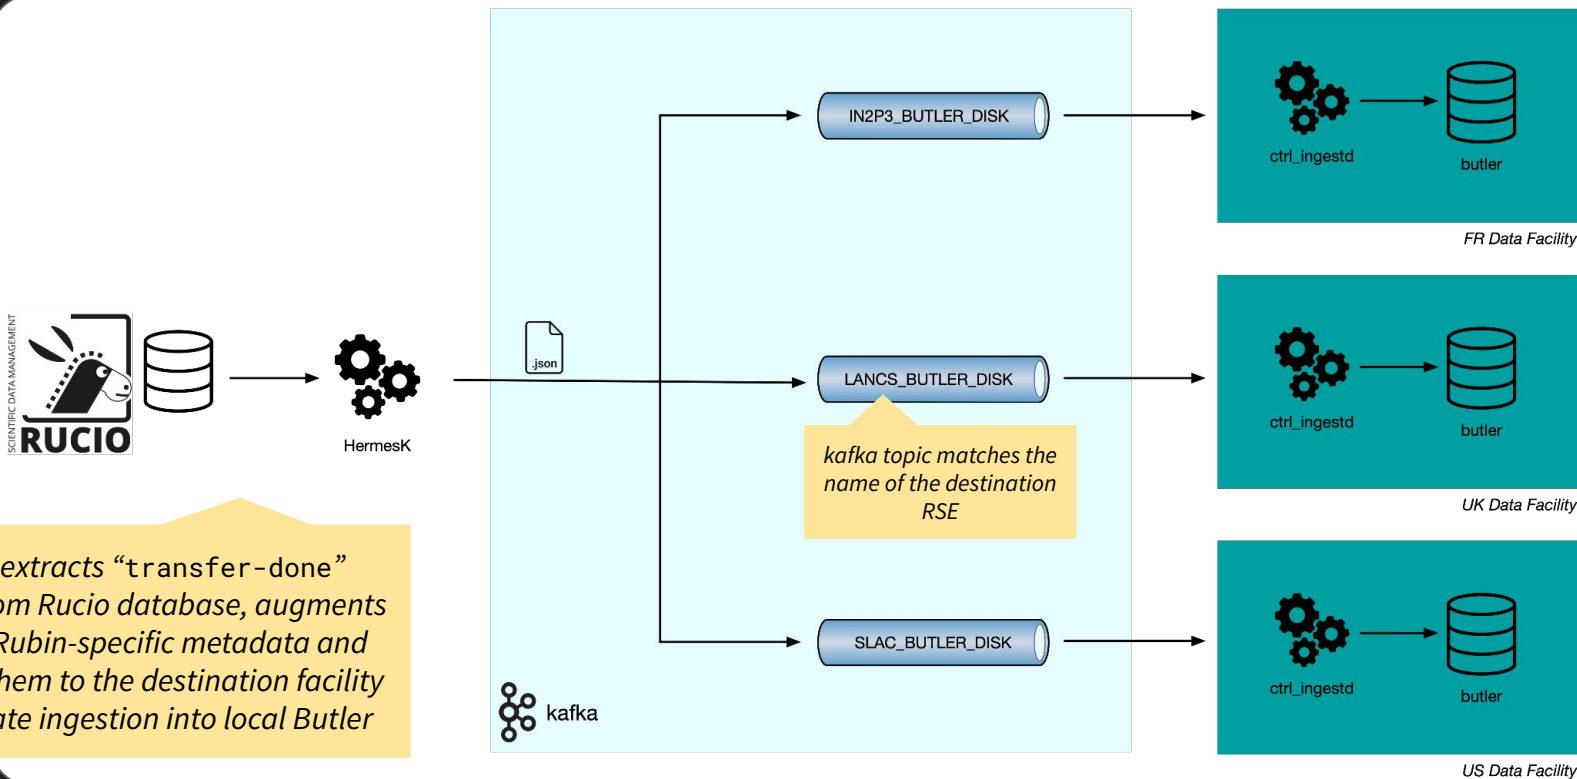 IN2P3_BUTLER_DISK
ctrl_ingestd
butler
FR Data Facility
SCIENTIFIC DATA MANAGEMENT
RUCIO
HermesK
.json
LANCS_BUTLER_DISK
kafka topic matches the
name of the destination
RSE
ctrl_ingestd
butler
UK Data Facility
extracts “transfer-done”
Rucio database, augments
Rubin-specific metadata and
to the destination facility
ingestion into local Butler
SLAC_BUTLER_DISK
kafka
ctrl_ingestd
butler
US Data Facility